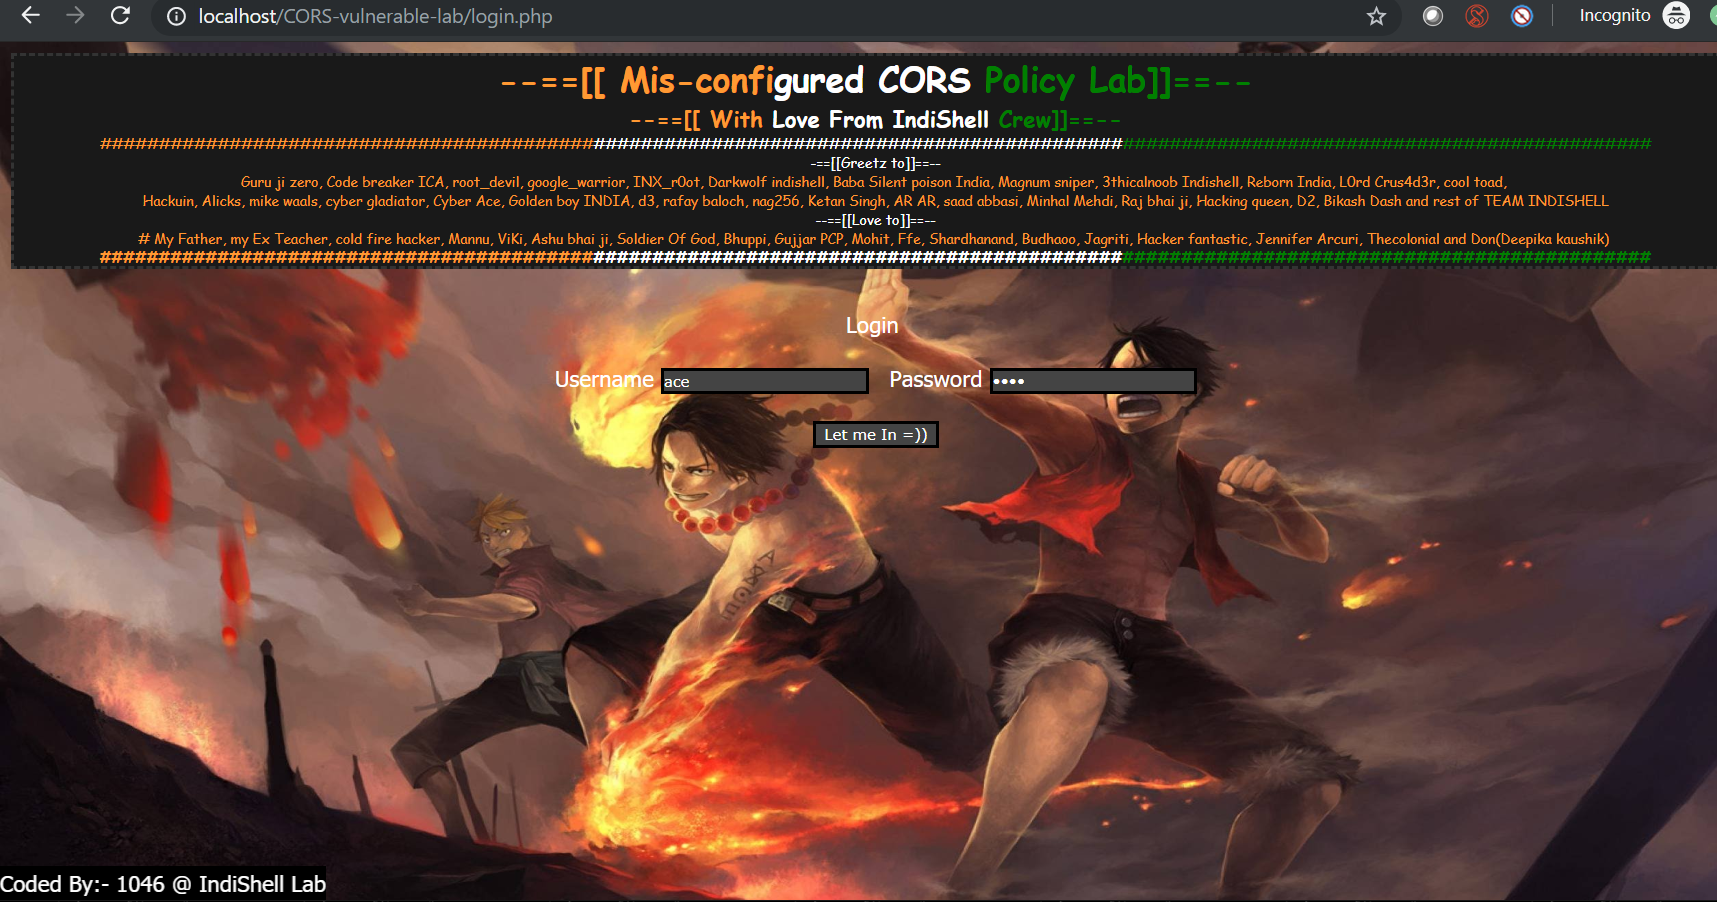 localhost/CORS-vulnerable-lab/login.php
Incognito
--==[[ Mis-configured CORS Policy Lab]]==--
--==[[ With Love From IndiShell Crew]]==--
-==[[Greetz to]]==--
Guru ji zero, Code breaker ICA, root_devil, google_warrior, INX_r0ot, Darkwolf indishell, Baba Silent poison India, Magnum sniper, 3thicalnoob Indishell, Reborn India, L0rd Crus4d3r, cool toad,
Hackuin, Alicks, mike waals, cyber gladiator, Cyber Ace, Golden boy INDIA, d3, rafay baloch, nag256, Ketan Singh, AR AR, saad abbasi, Minhal Mehdi, Raj bhai ji, Hacking queen, D2, Bikash Dash and rest of TEAM INDISHELL
--==[[Love to]]==--
# My Father, my Ex Teacher, cold fire hacker, Mannu, ViKi, Ashu bhai ji, Soldier Of God, Bhuppi, Gujjar PCP, Mohit, Ffe, Shardhanand, Budhaoo, Jagriti, Hacker fantastic, Jennifer Arcuri, Thecolonial and Don(Deepika kaushik)
Login
Username ace Password ••••
Let me In =))
Coded By:- 1046 @ IndiShell Lab